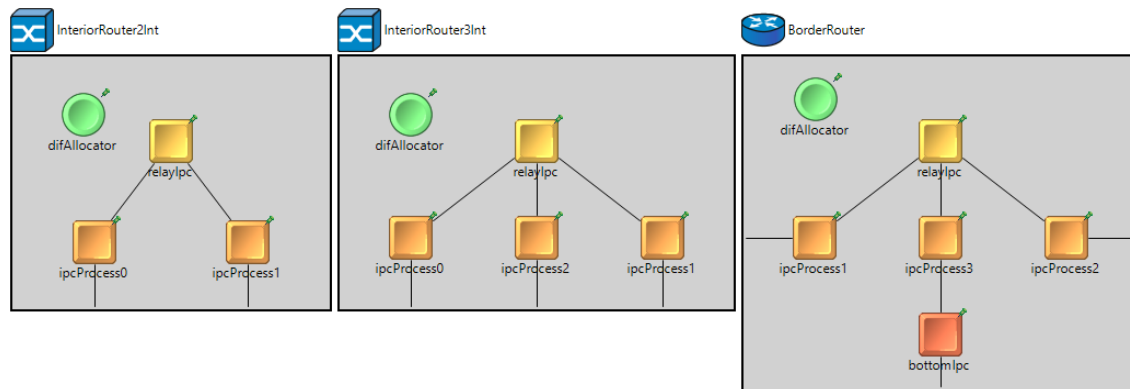 InteriorRouter2Int
difAllocator
relayIpc
ipcProcess0
ipcProcess1
InteriorRouter3Int
difAllocator
relayIpc
ipcProcess0
ipcProcess2
ipcProcess1
BorderRouter
difAllocator
relayIpc
ipcProcess1
ipcProcess3
ipcProcess2
bottomIpc